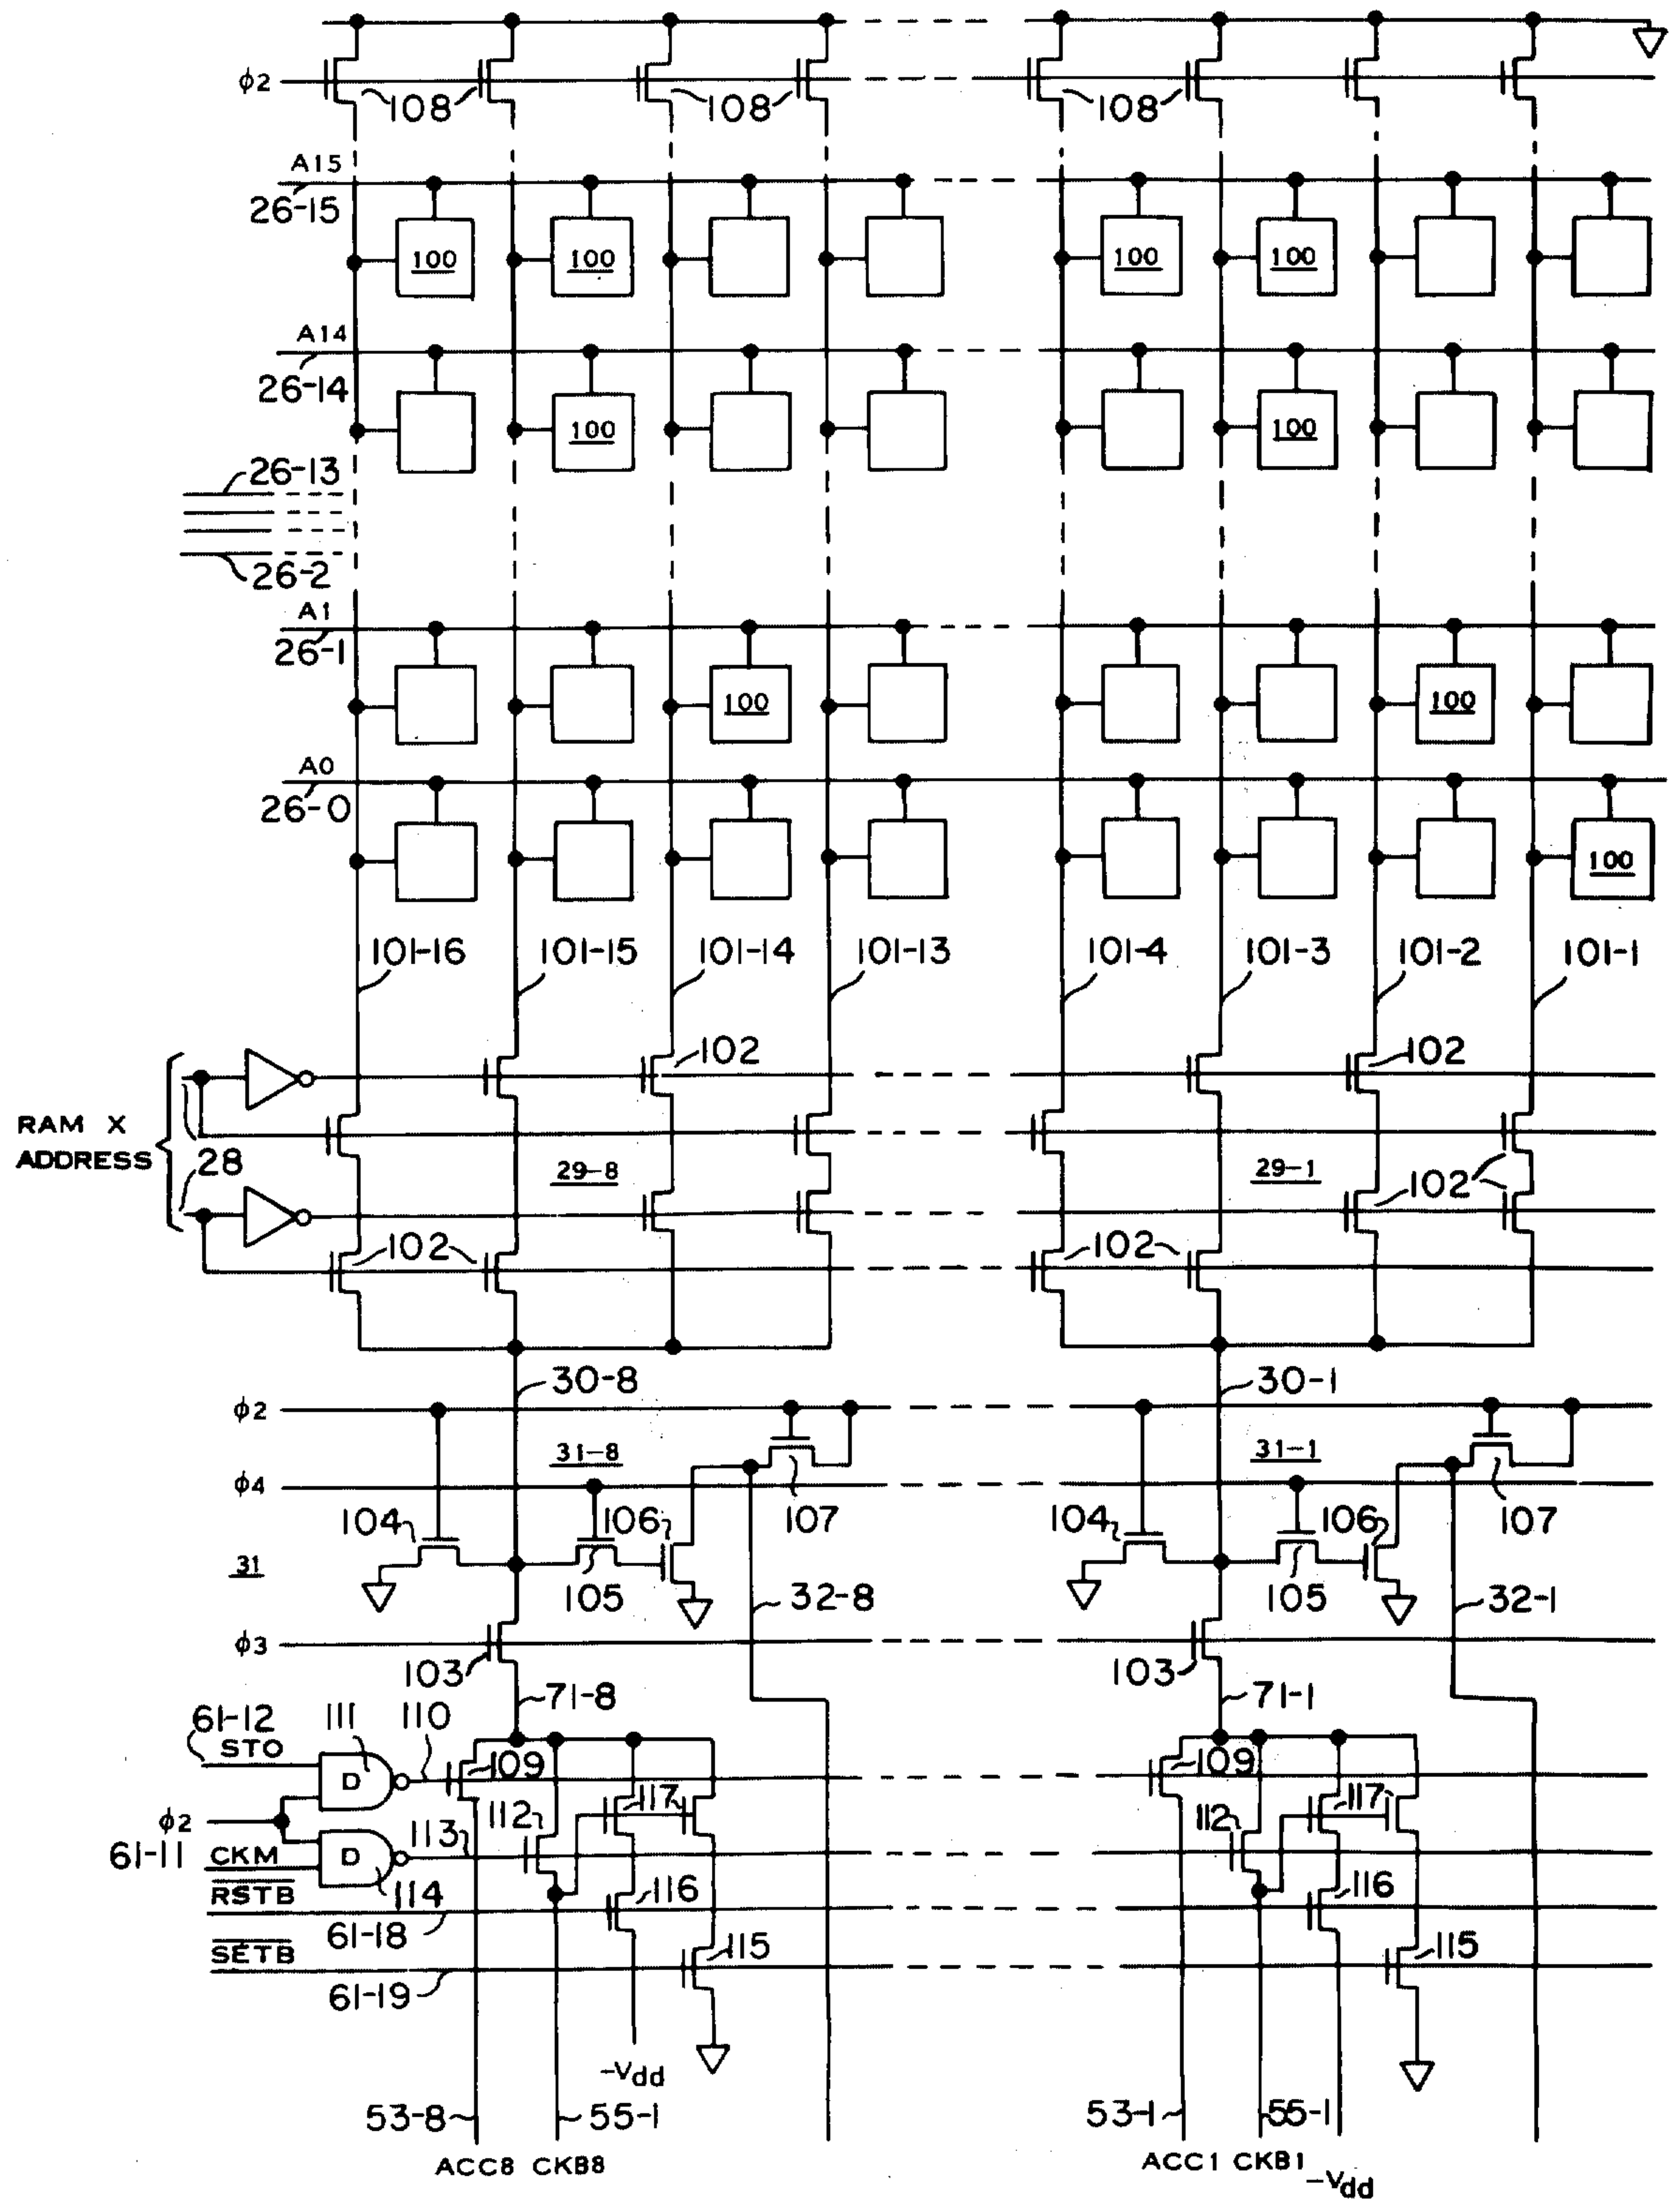 ϕ2
108 108 108
A15
26-15
100 100 100 100
A14
26-14
100 100
26-13
26-2
A1
26-1
100 100
A0
26-0
100
101-16 101-15 101-14 101-13 101-4 101-3 101-2 101-1
102 102
RAM X
ADDRESS
28
29-8 29-1
102
102 102
30-8 30-1
ϕ2
31-8 31-1
ϕ4
104 106 107 104 106 107
31
105 105
32-8 32-1
ϕ3
103 103
71-8 71-1
61-12
STO
111 110
D
109 109
ϕ2
112 117 112 117
61-11
CKM
D
113
114
RSTB
116 116
61-18
SETB
115 115
61-19
-Vdd
53-8 55-1 53-1 55-1
ACC8 CKB8 ACC1 CKB1
-Vdd